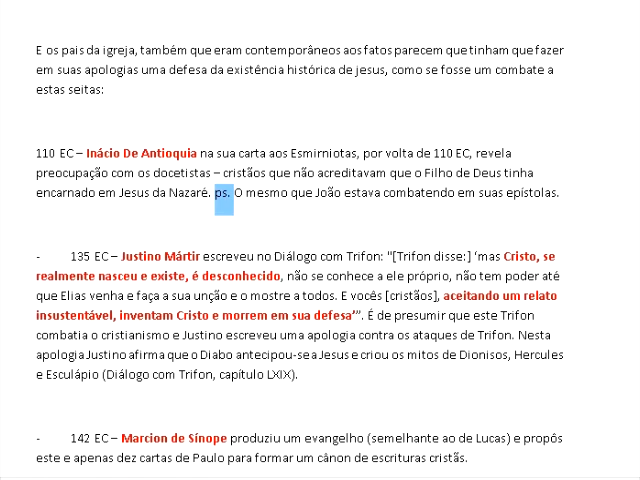 E os pais da igreja, também que eram contemporâneos aos fatos parecem que tinham que fazer
em suas apologias uma defesa da existência histórica de jesus, como se fosse um combate a
estas seitas:
110 EC – Inácio De Antioquia na sua carta aos Esmirniotas, por volta de 110 EC, revela
preocupação com os docetistas – cristãos que não acreditavam que o Filho de Deus tinha
encarnado em Jesus da Nazaré. ps. O mesmo que João estava combatendo em suas epístolas.
- 135 EC – Justino Mártir escreveu no Diálogo com Trifon: "[Trifon disse:] ‘mas Cristo, se
realmente nasceu e existe, é desconhecido, não se conhece a ele próprio, não tem poder até
que Elias venha e faça a sua unção e o mostre a todos. E vocês [cristãos], aceitando um relato
insustentável, inventam Cristo e morrem em sua defesa’”. É de presumir que este Trifon
combatia o cristianismo e Justino escreveu uma apologia contra os ataques de Trifon. Nesta
apologia Justino afirma que o Diabo antecipou-se a Jesus e criou os mitos de Dionisos, Hercules
e Esculápio (Diálogo com Trifon, capítulo LXIX).
- 142 EC – Marcion de Sínope produziu um evangelho (semelhante ao de Lucas) e propôs
este e apenas dez cartas de Paulo para formar um cânon de escrituras cristãs.